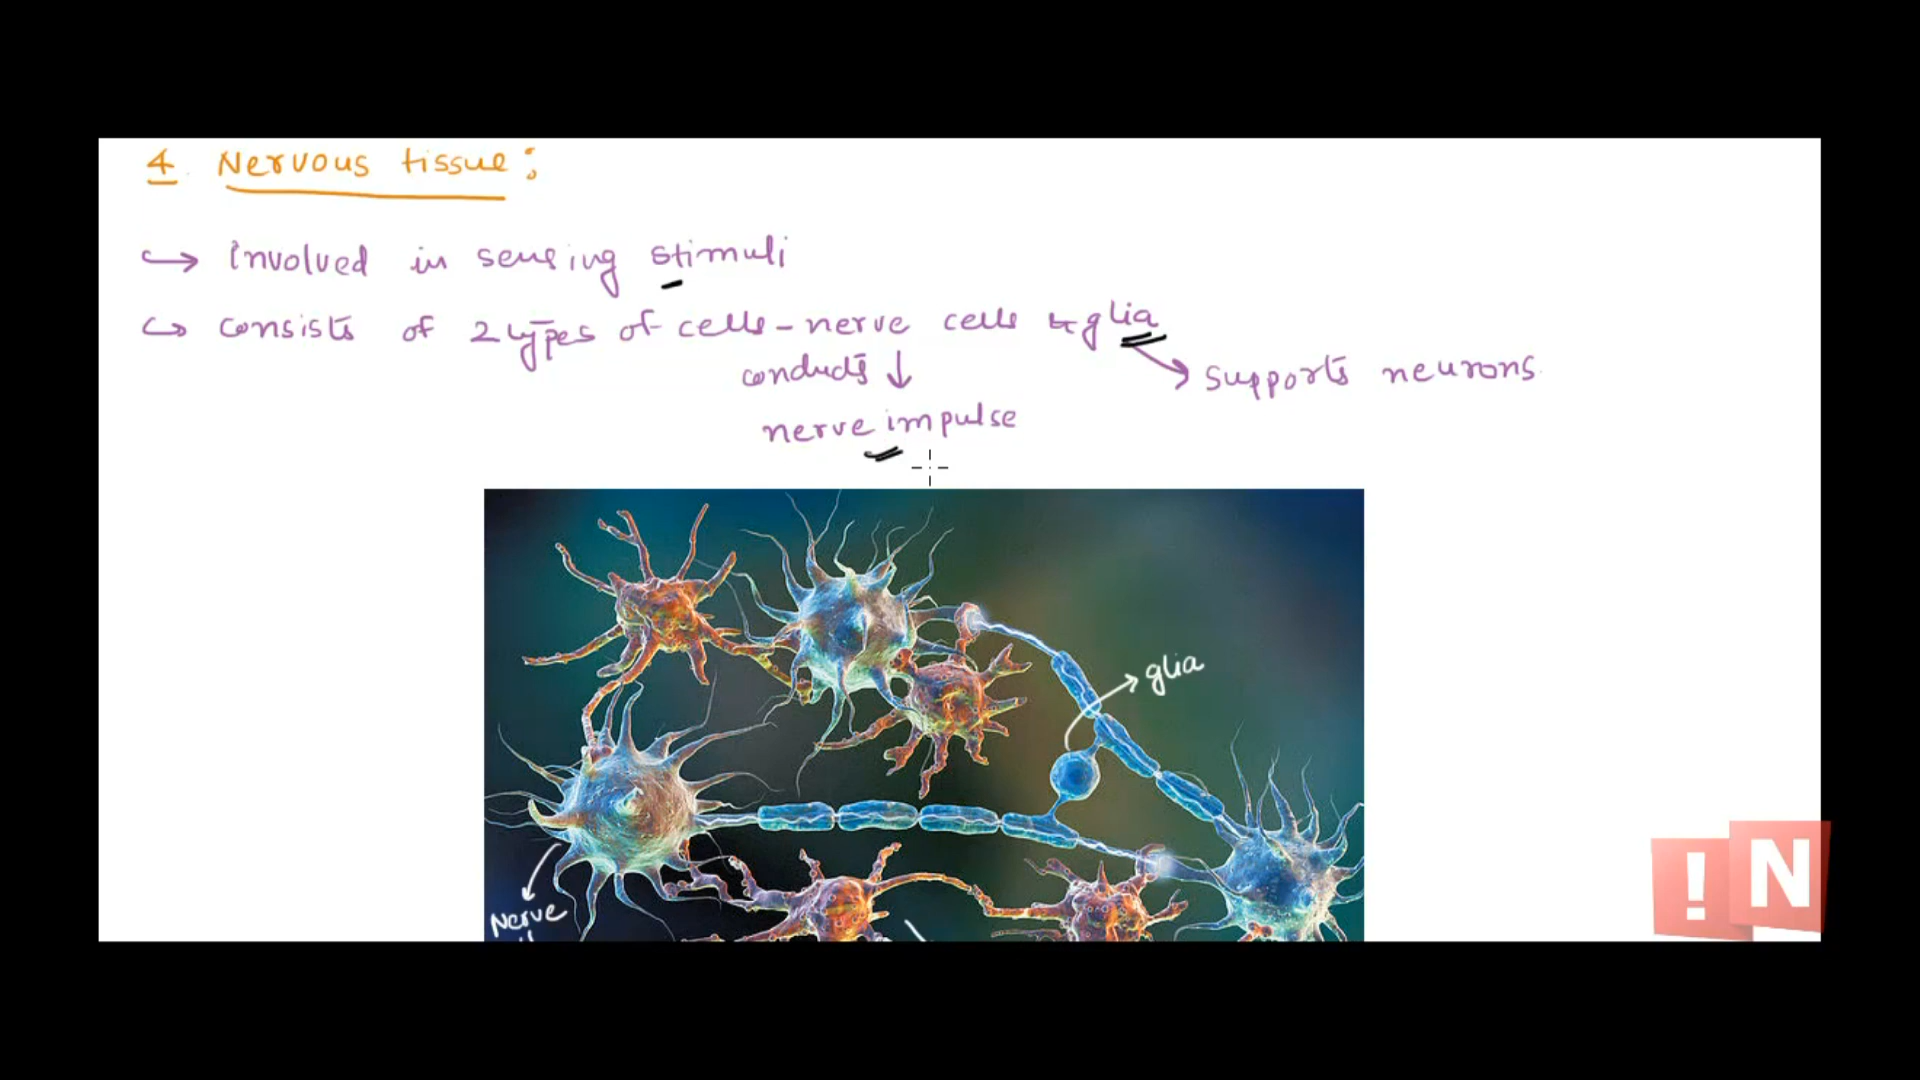 4. Nervous tissue:
↪ Involved in sensing stimuli
↪ consists of 2 types of cells - nerve cells & glia
conducts ↓
↘ supports neurons.
nerve impulse
→ glia
Nerve
!N